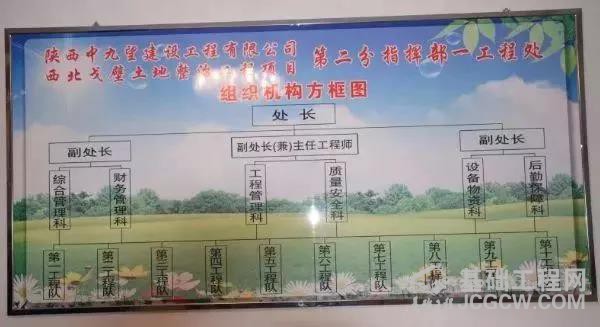 陕西中九望建设工程有限公司
西北戈壁土地整治工程项目
第二分指挥部一工程处
组织机构方框图
处 长
副处长
副处长(兼)主任工程师
副处长
综合管理科
财务管理科
工程管理科
质量安全科
设备物资科
后勤保障科
第一工程队
第二工程队
第三工程队
第四工程队
第五工程队
第六工程队
第七工程队
第八工程队
第九工程队
第十工
基础工程网
JCGCW.COM